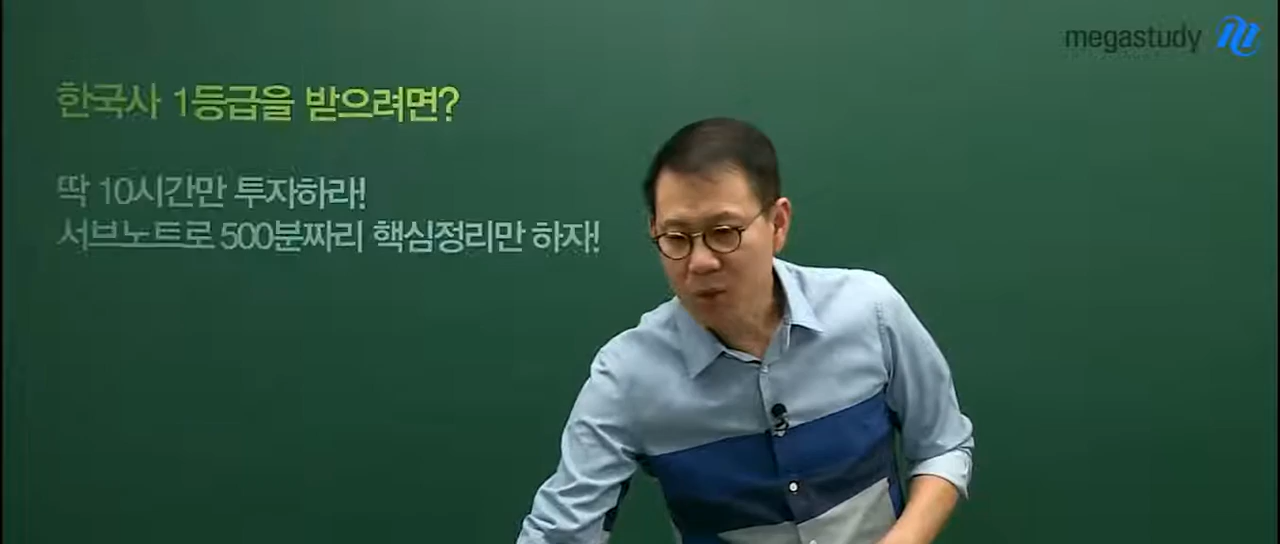 megastudy
한국사 1등급을 받으려면?
딱 10시간만 투자하라!
서브노트로 500분짜리 핵심정리만 하자!